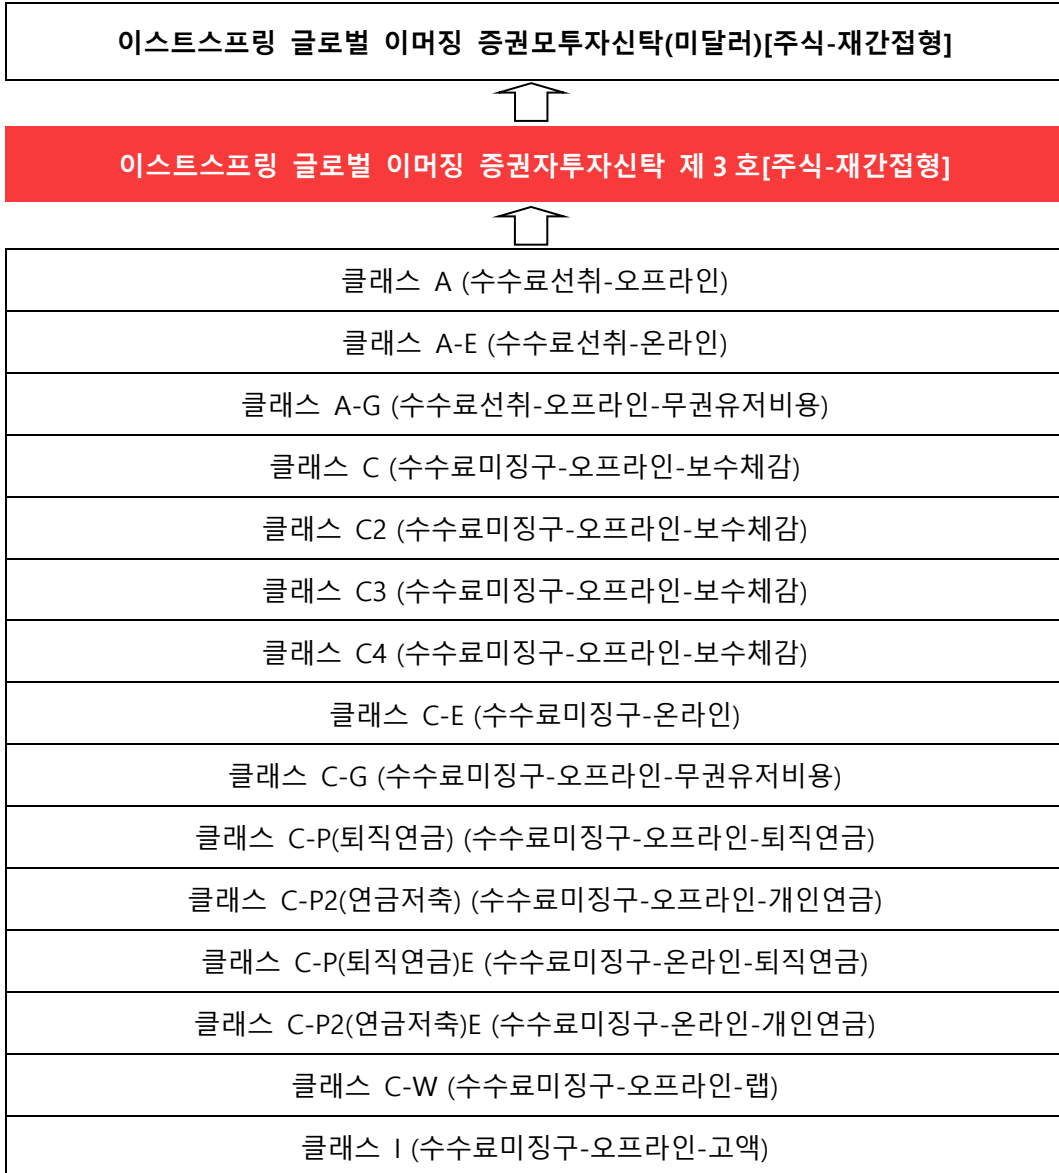 이스트스프링 글로벌 이머징 증권모투자신탁(미달러)[주식-재간접형]
이스트스프링 글로벌 이머징 증권자투자신탁 제 3 호[주식-재간접형]
클래스 A (수수료선취-오프라인)
클래스 A-E (수수료선취-온라인)
클래스 A-G (수수료선취-오프라인-무권유저비용)
클래스 C (수수료미징구-오프라인-보수체감)
클래스 C2 (수수료미징구-오프라인-보수체감)
클래스 C3 (수수료미징구-오프라인-보수체감)
클래스 C4 (수수료미징구-오프라인-보수체감)
클래스 C-E (수수료미징구-온라인)
클래스 C-G (수수료미징구-오프라인-무권유저비용)
클래스 C-P(퇴직연금) (수수료미징구-오프라인-퇴직연금)
클래스 C-P2(연금저축) (수수료미징구-오프라인-개인연금)
클래스 C-P(퇴직연금)E (수수료미징구-온라인-퇴직연금)
클래스 C-P2(연금저축)E (수수료미징구-온라인-개인연금)
클래스 C-W (수수료미징구-오프라인-랩)
클래스 I (수수료미징구-오프라인-고액)